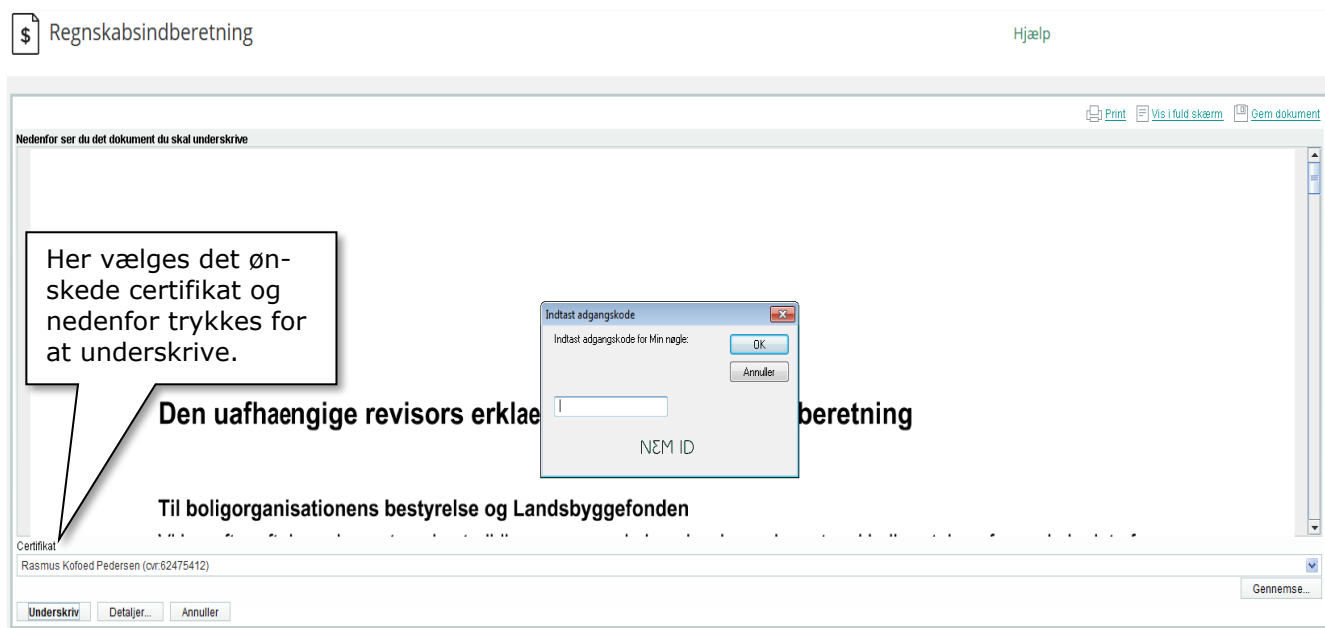 $ Regnskabsindberetning
Hjælp
Print Vis i fuld skærm Gem dokument
Nedenfor ser du det dokument du skal underskrive
Her vælges det øn-
skede certifikat og
nedenfor trykkes for
at underskrive.
Indtast adgangskode
Indtast adgangskode for Min nøgle:
OK
Annuller
NEM ID
Den uafhaengige revisors erklae
beretning
Til boligorganisationens bestyrelse og Landsbyggefonden
Certifikat
Rasmus Kofoed Pedersen (cvr:62475412)
Gennemse...
Underskriv Detaljer... Annuller